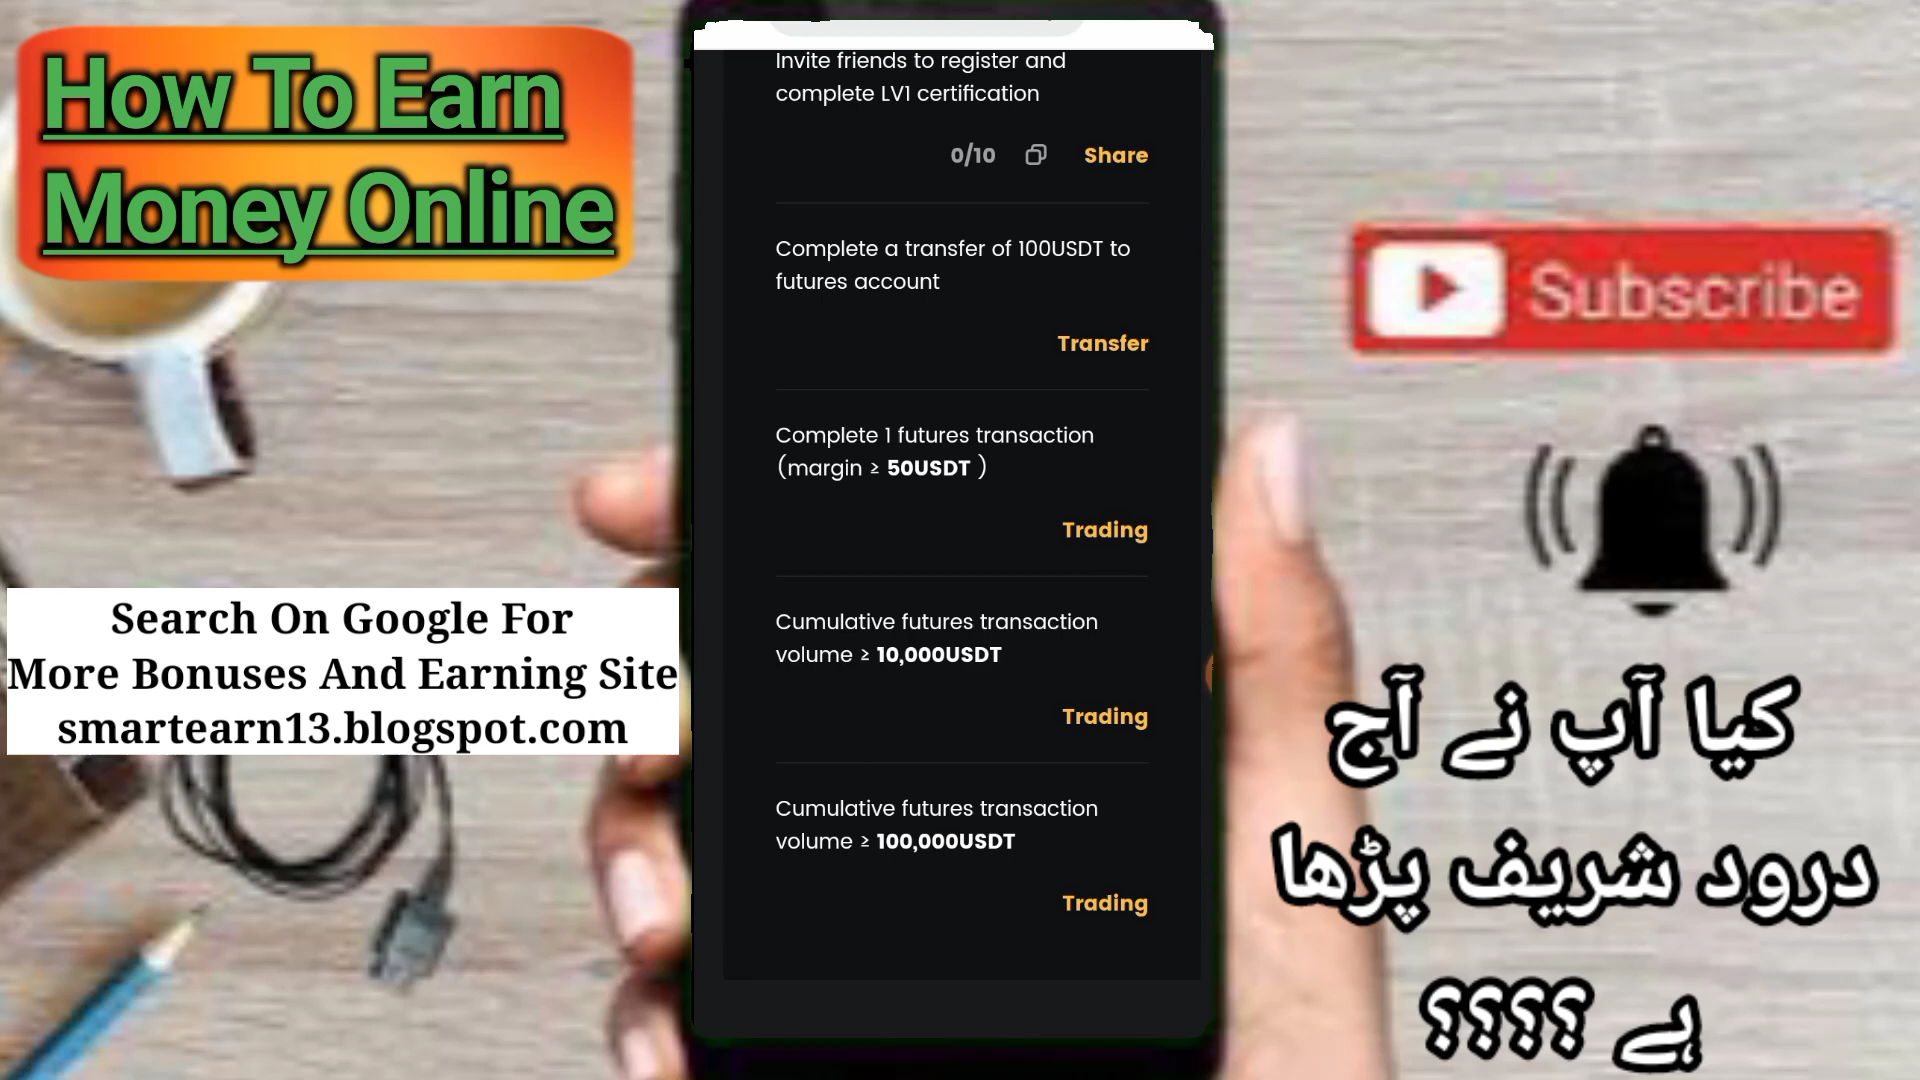 How To Earn
Money Online
Search On Google For
More Bonuses And Earning Site
smartearn13.blogspot.com
Invite friends to register and
complete LV1 certification
0/10
Share
Complete a transfer of 100USDT to
futures account
Transfer
Complete 1 futures transaction
(margin ≥ 50USDT )
Trading
Cumulative futures transaction
volume ≥ 10,000USDT
Trading
Cumulative futures transaction
volume ≥ 100,000USDT
Trading
Subscribe
کیا آپ نے آج
درود شریف پڑھا
ہے ؟؟؟؟